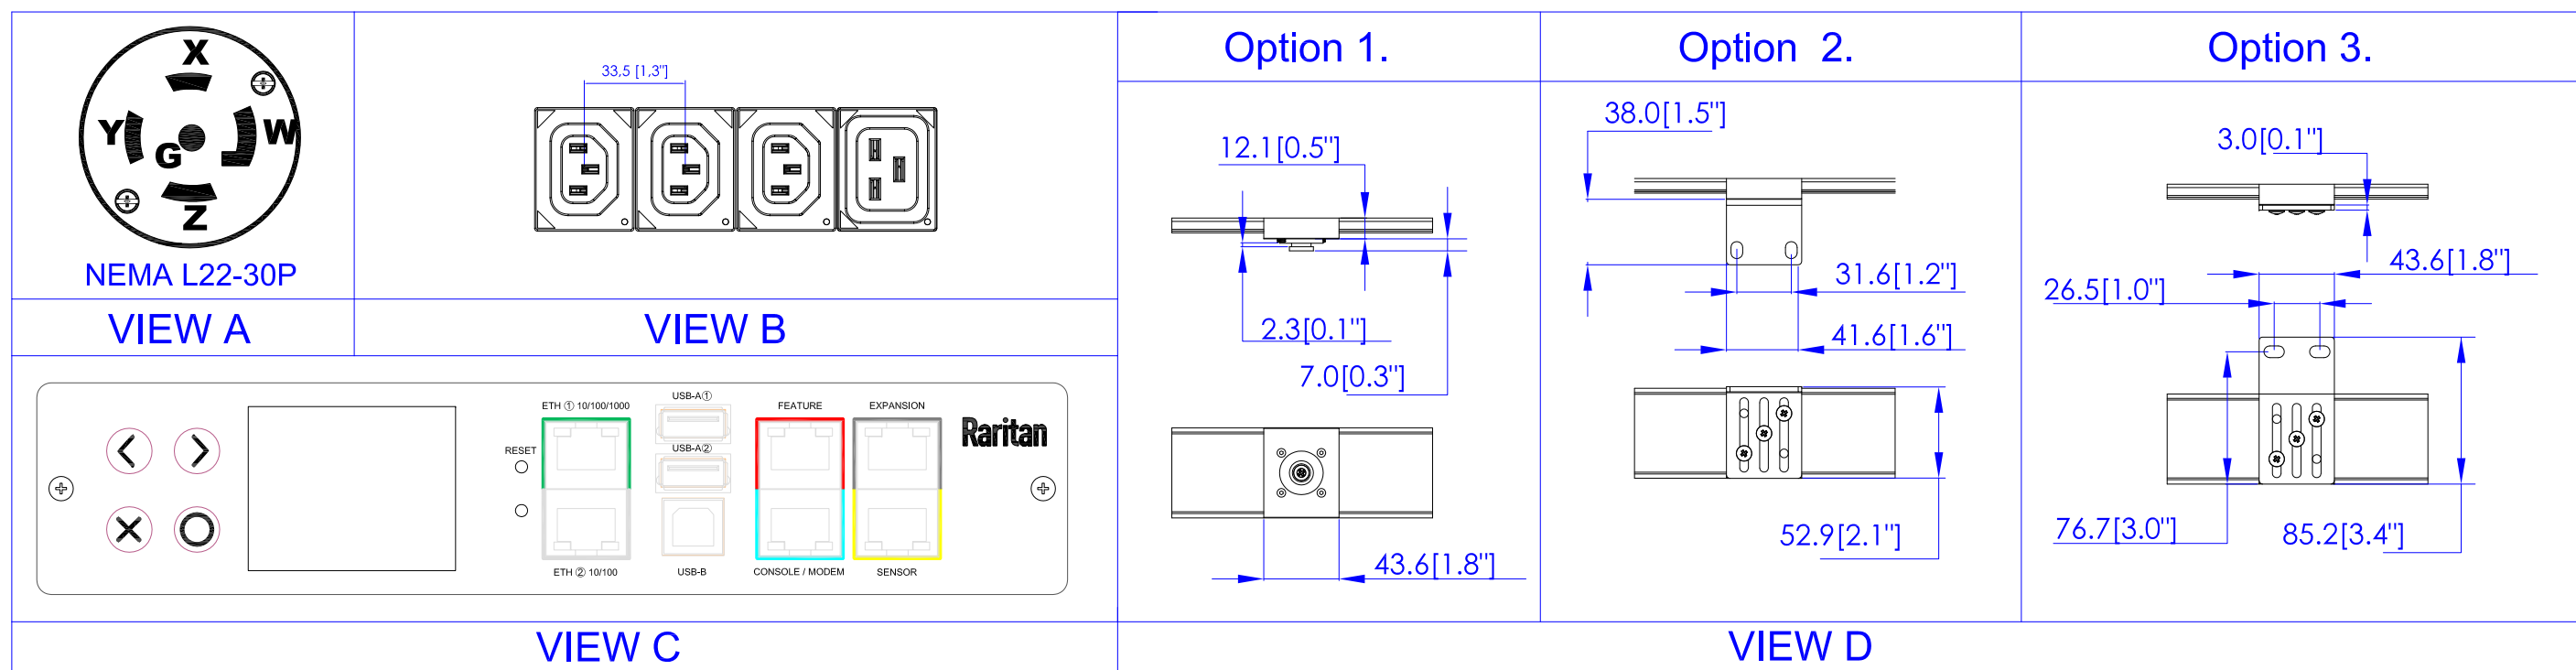 X
Y
W
G
Z
NEMA L22-30P
VIEW A
33,5 [1,3"]
VIEW B
RESET
ETH ① 10/100/1000
ETH ② 10/100
USB-A①
USB-A②
USB-B
FEATURE
CONSOLE / MODEM
EXPANSION
SENSOR
Raritan
VIEW C
Option 1.
12.1[0.5"]
2.3[0.1"]
7.0[0.3"]
43.6[1.8"]
Option 2.
38.0[1.5"]
31.6[1.2"]
41.6[1.6"]
52.9[2.1"]
Option 3.
3.0[0.1"]
43.6[1.8"]
26.5[1.0"]
76.7[3.0"]
85.2[3.4"]
VIEW D